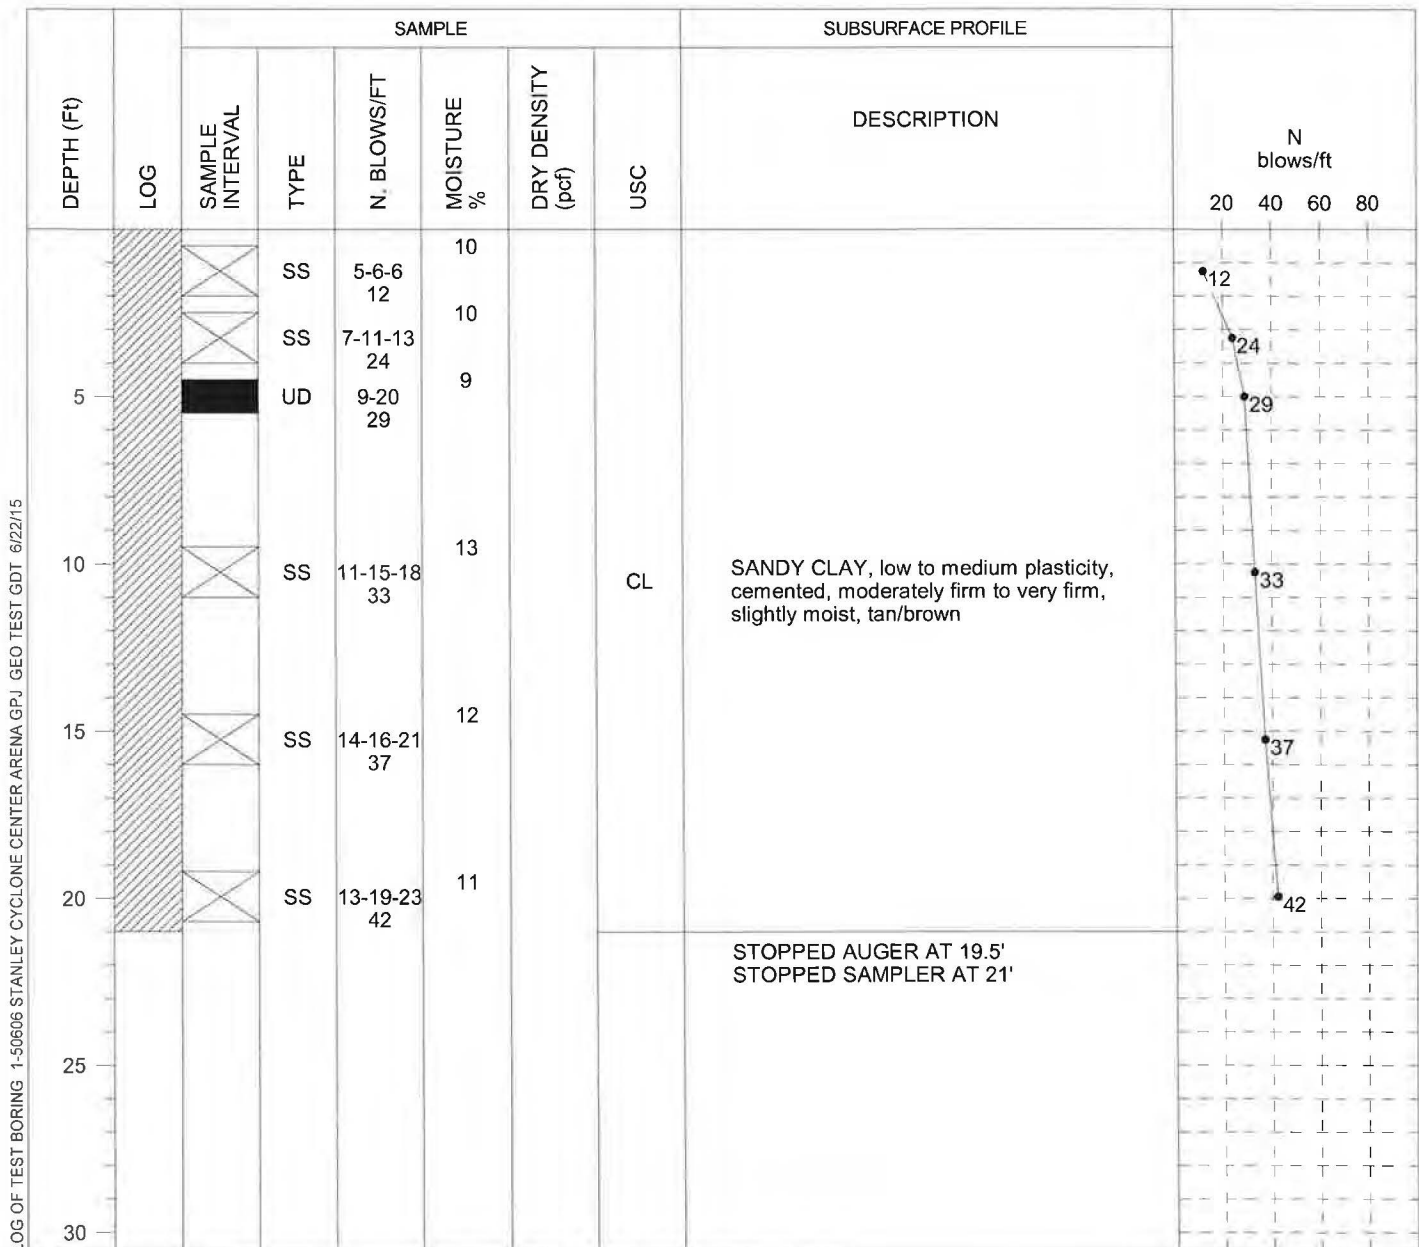 SAMPLE
SUBSURFACE PROFILE
DEPTH (Ft)
LOG
SAMPLE
INTERVAL
TYPE
N. BLOWS/FT
MOISTURE
%
DRY DENSITY
(pcf)
USC
DESCRIPTION
N
blows/ft
20 40 60 80
10
SS 5-6-6
12
12
10
SS 7-11-13
24
24
9
5 UD 9-20
29
29
13
10 SS 11-15-18
33
33
CL
SANDY CLAY, low to medium plasticity,
cemented, moderately firm to very firm,
slightly moist, tan/brown
12
15 SS 14-16-21
37
37
11
20 SS 13-19-23
42
42
STOPPED AUGER AT 19.5'
STOPPED SAMPLER AT 21'
25
30
LOG OF TEST BORING 1-50606 STANLEY CYCLONE CENTER ARENA GPJ GEO TEST GDT 6/22/15